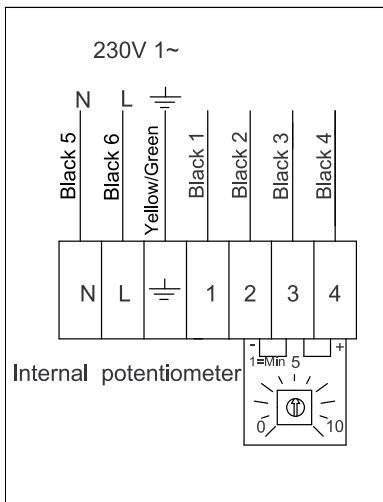 230V 1~
N L
Black 5 Black 6 Yellow/Green Black 1 Black 2 Black 3 Black 4
N L 1 2 3 4
- +
1=Min 5
Internal potentiometer
0 10